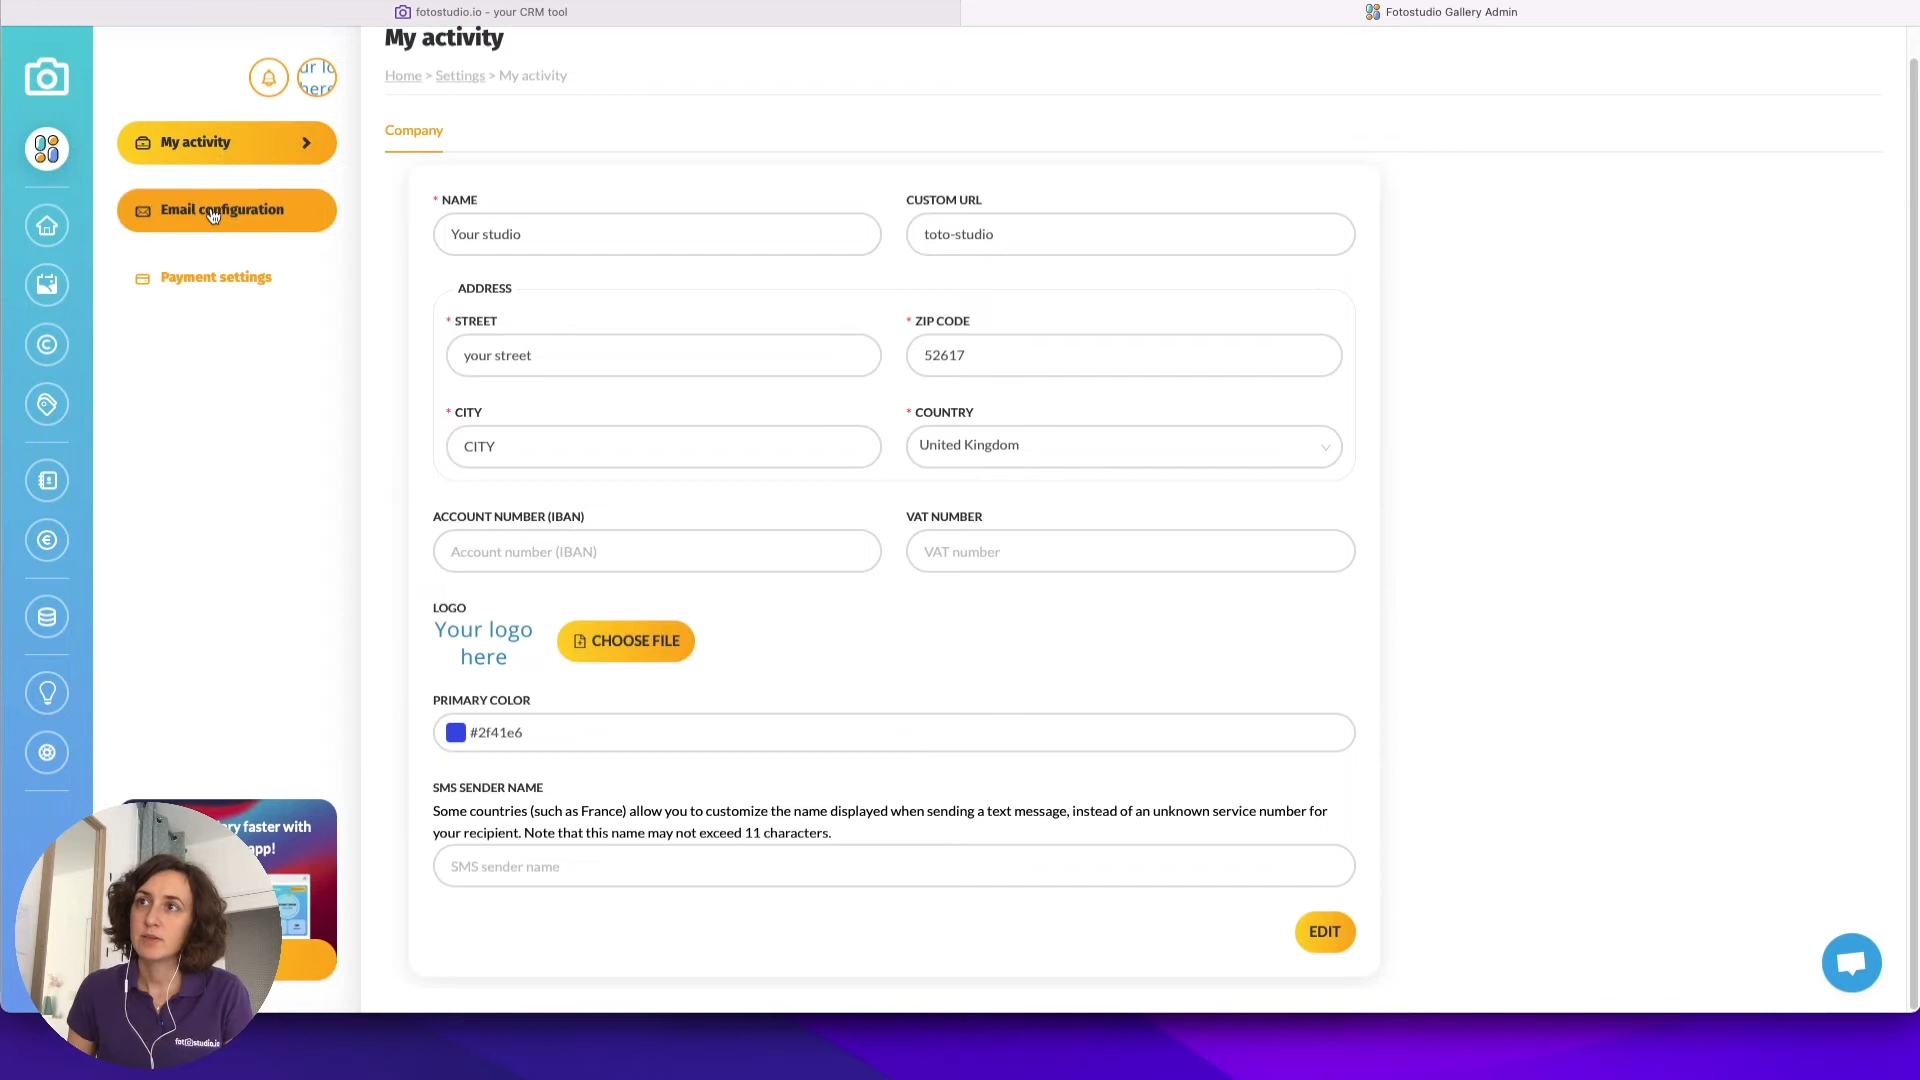 fotostudio.io - your CRM tool
Fotostudio Gallery Admin
My activity
Home > Settings > My activity
My activity
Email configuration
Payment settings
Company
* NAME
Your studio
CUSTOM URL
toto-studio
ADDRESS
* STREET
your street
* ZIP CODE
52617
* CITY
CITY
* COUNTRY
United Kingdom
ACCOUNT NUMBER (IBAN)
Account number (IBAN)
VAT NUMBER
VAT number
LOGO
Your logo
here
CHOOSE FILE
PRIMARY COLOR
#2f41e6
SMS SENDER NAME
Some countries (such as France) allow you to customize the name displayed when sending a text message, instead of an unknown service number for
your recipient. Note that this name may not exceed 11 characters.
SMS sender name
EDIT
faster with
app!
fotostudio.io